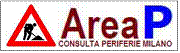 Area P
CONSULTA PERIFERIE MILANO